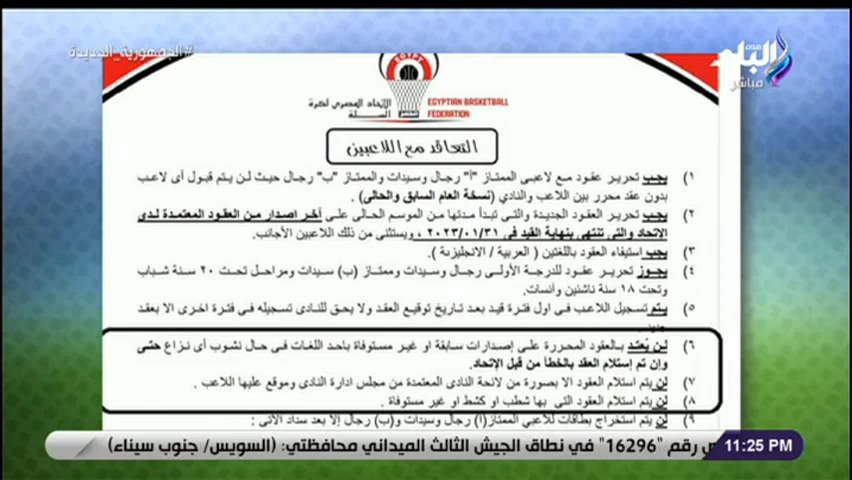 #الجمهورية_الجديدة
صدى
البلد
مباشر
EGYPT
الاتحاد المصرى لكرة السلة
EGYPTIAN BASKETBALL
FEDERATION
التعاقد مع اللاعبين
١) يجب تحرير عقود مع لاعبى الممتاز "أ" رجال وسيدات والممتاز "ب" رجال حيث لن يتم قبول أى لاعب
بدون عقد محرر بين اللاعب والنادي (نسخة العام السابق والحالى) .
٢) يجب تحرير العقود الجديدة والتى تبدأ مدتها من الموسم الحالى على أخر اصدار من العقود المعتمدة لدى
الإتحاد والتى تنتهى بنهاية القيد فى ٢٠٢٣/٠١/٣١ ، ويستثنى من ذلك اللاعبين الأجانب.
٣) يجب استيفاء العقود باللغتين ( العربية / الانجليزية ).
٤) يجوز تحرير عقود للدرجة الأولى رجال وسيدات وممتاز (ب) سيدات ومراحل تحت ٢٠ سنة شباب
وتحت ١٨ سنة ناشئين وأنسات.
٥) يتم تسجيل اللاعب فى اول فترة قيد بعد تاريخ توقيع العقد ولا يحق للنادى تسجيله فى فترة اخرى الا بعقد
٦) لن يُعتد بالعقود المحررة على إصدارات سابقة او غير مستوفاة باحد اللغات فى حال نشوب أى نزاع حتى
وإن تم إستلام العقد بالخطأ من قبل الإتحاد.
٧) لن يتم استلام العقود الا بصورة من لائحة النادى المعتمدة من مجلس ادارة النادى وموقع عليها اللاعب .
٨) لن يتم استلام العقود التى بها شطب او كشط او غير مستوفاة .
٩) لن يتم استخراج بطاقات للاعبي الممتاز(أ) رجال وسيدات و(ب) رجال إلا بعد سداد الآتى :
رقم "16296" في نطاق الجيش الثالث الميداني محافظتي: (السويس/ جنوب سيناء)
11:25 PM